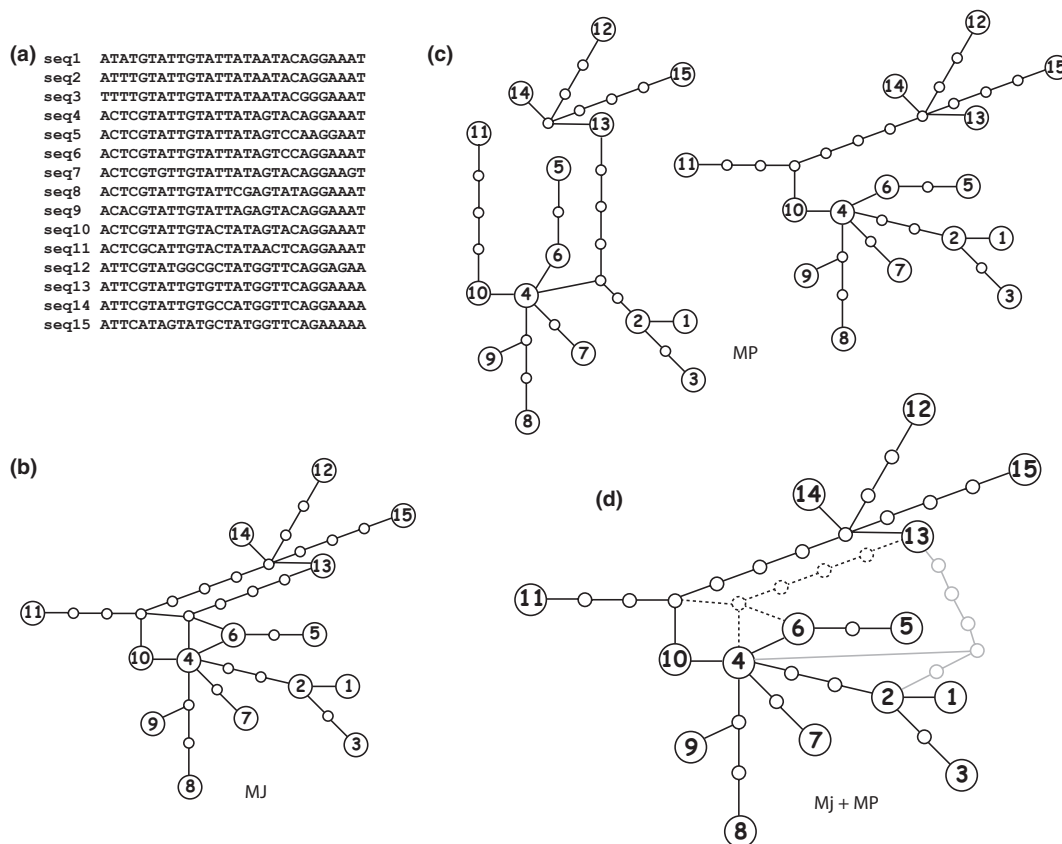 (a)
seq1 ATATGTATTGTATTATAATACAGGAAAT
seq2 ATTTGTATTGTATTATAATACAGGAAAT
seq3 TTTTGTATTGTATTATAATACGGGAAAT
seq4 ACTCGTATTGTATTATAGTACAGGAAAT
seq5 ACTCGTATTGTATTATAGTCCAAGGAAT
seq6 ACTCGTATTGTATTATAGTCCAGGAAAT
seq7 ACTCGTGTTGTATTATAGTACAGGAAGT
seq8 ACTCGTATTGTATTCGAGTATAGGAAAT
seq9 ACACGTATTGTATTAGAGTACAGGAAAT
seq10 ACTCGTATTGTACTATAGTACAGGAAAT
seq11 ACTCGCATTGTACTATAACTCAGGAAAT
seq12 ATTCGTATGGCGCTATGGTTCAGGAGAA
seq13 ATTCGTATTGTGTTATGGTTCAGGAAAA
seq14 ATTCGTATTGTGCCATGGTTCAGGAAAA
seq15 ATTCATAGTATGCTATGGTTCAGAAAAA
(c)
12
15
14
13
11
5
6
10
4
2
1
9
7
3
8
12
15
14
13
11
6
5
10
4
2
1
9
7
3
8
MP
(b)
12
15
14
13
11
6
5
10
4
2
1
9
7
3
8
MJ
(d)
12
15
14
13
11
6
5
10
4
2
1
9
7
3
8
Mj + MP